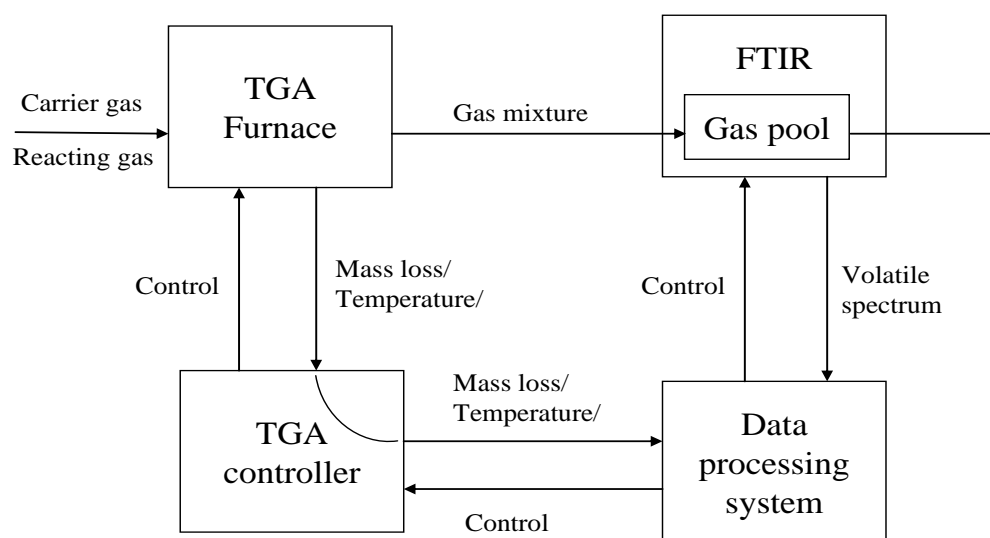 TGA
Furnace
FTIR
Gas pool
Carrier gas
Reacting gas
Gas mixture
Control
Mass loss/
Temperature/
Control
Volatile
spectrum
TGA
controller
Mass loss/
Temperature/
Control
Data
processing
system